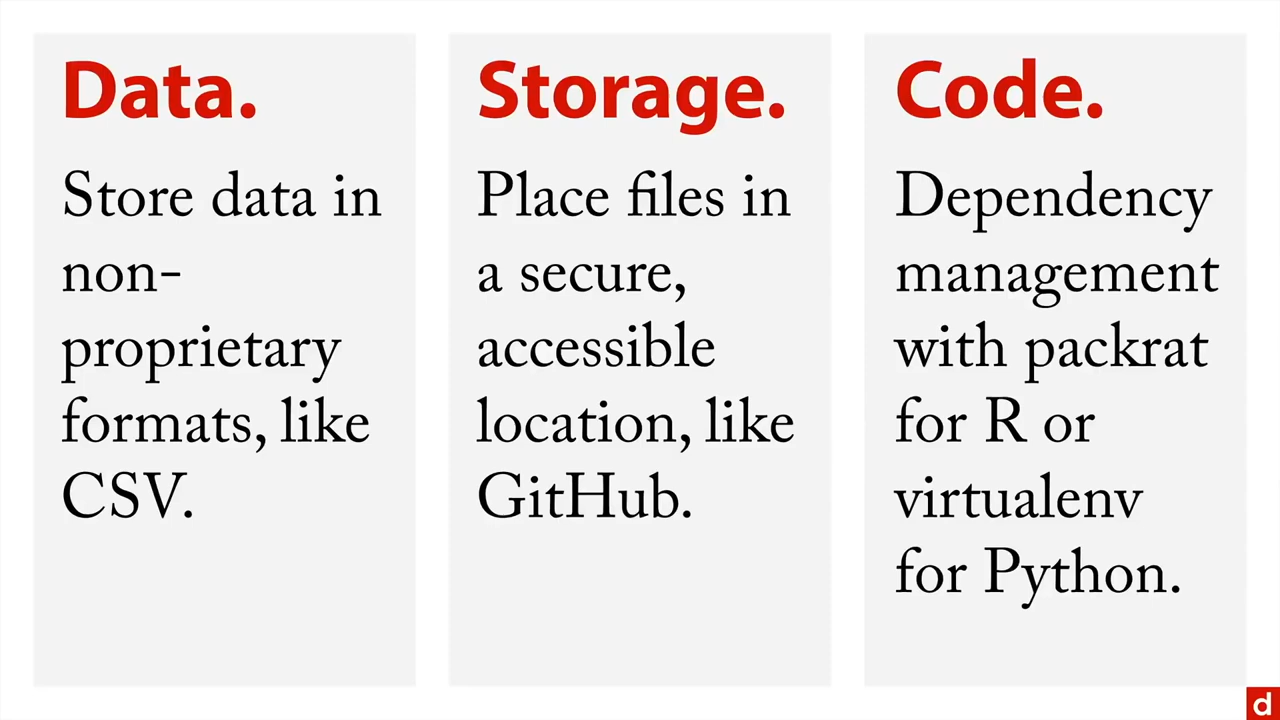 Data.
Store data in
non-
proprietary
formats, like
CSV.
Storage.
Place files in
a secure,
accessible
location, like
GitHub.
Code.
Dependency
management
with packrat
for R or
virtualenv
for Python.
d